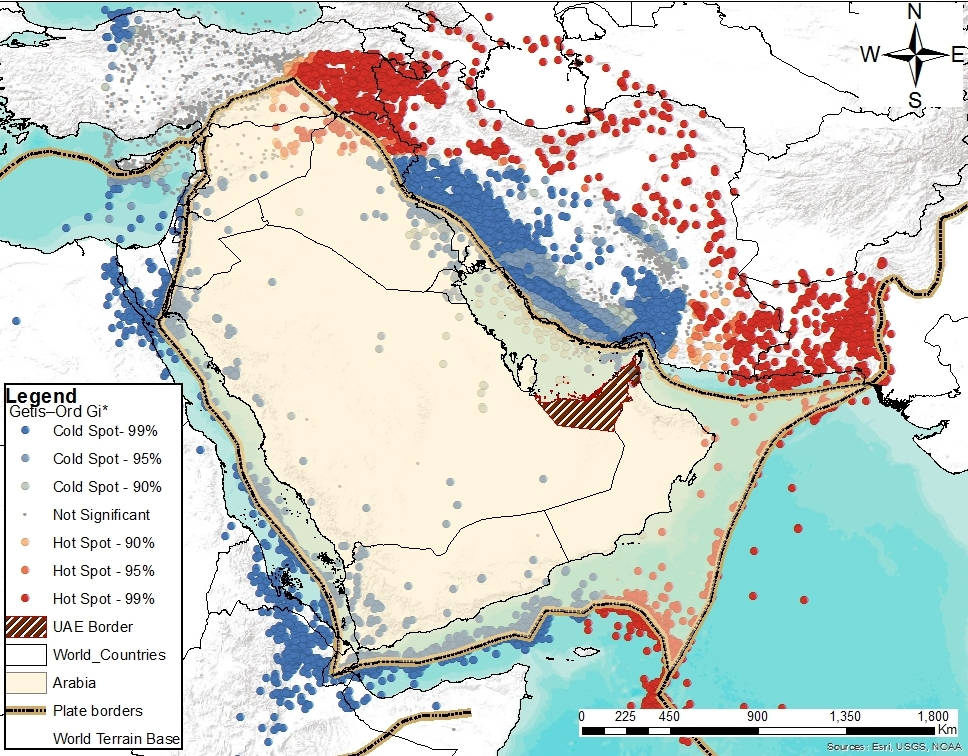 N
W E
S
Legend
Getis–Ord Gi*
Cold Spot- 99%
Cold Spot - 95%
Cold Spot - 90%
Not Significant
Hot Spot - 90%
Hot Spot - 95%
Hot Spot - 99%
UAE Border
World_Countries
Arabia
Plate borders
World Terrain Base
0 225 450 900 1,350 1,800
Km
Sources: Esri, USGS, NOAA